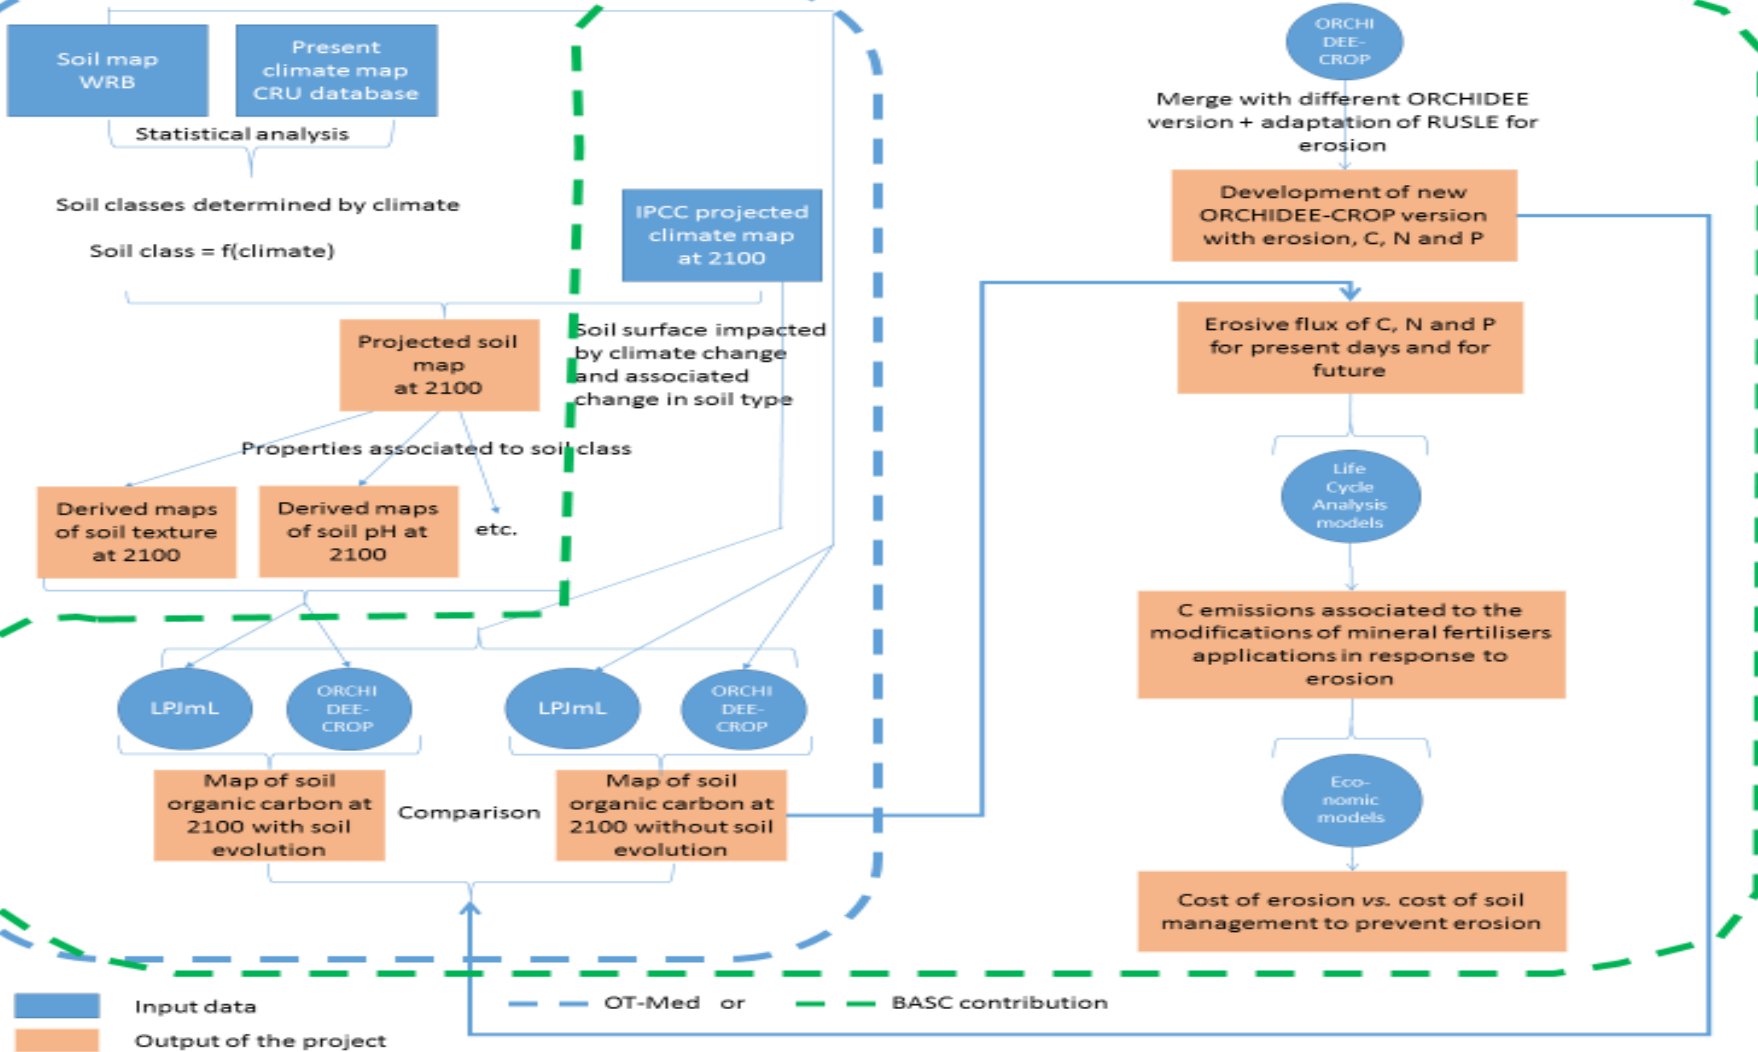 Soil map
WRB
Present
climate map
CRU database
Statistical analysis
Soil classes determined by climate
Soil class = f(climate)
IPCC projected
climate map
at 2100
Projected soil
map
at 2100
Soil surface impacted
by climate change
and associated
change in soil type
Properties associated to soil class
Derived maps
of soil texture
at 2100
Derived maps
of soil pH at
2100
etc.
LPJmL
ORCHI
DEE-
CROP
LPJmL
ORCHI
DEE-
CROP
Map of soil
organic carbon at
2100 with soil
evolution
Comparison
Map of soil
organic carbon at
2100 without soil
evolution
ORCHI
DEE-
CROP
Merge with different ORCHIDEE
version + adaptation of RUSLE for
erosion
Development of new
ORCHIDEE-CROP version
with erosion, C, N and P
Erosive flux of C, N and P
for present days and for
future
Life
Cycle
Analysis
models
C emissions associated to the
modifications of mineral fertilisers
applications in response to
erosion
Eco-
nomic
models
Cost of erosion vs. cost of soil
management to prevent erosion
Input data
Output of the project
OT-Med or
BASC contribution